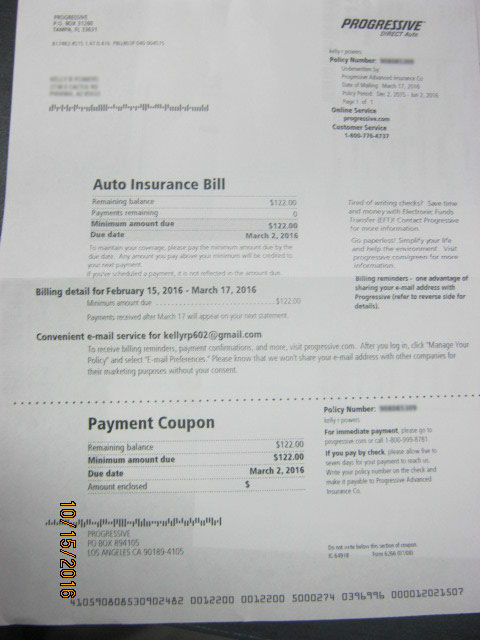 PROGRESSIVE
P.O. BOX 31260
TAMPA, FL 33631
PROGRESSIVE
DIRECT Auto
kelly r powers
Policy Number:
Underwritten by:
Progressive Advanced Insurance Co
Date of Mailing: March 17, 2016
Policy Period: Dec 2, 2015 - Jun 2, 2016
Page 1 of 1
Online Service
progressive.com
Customer Service
1-800-776-4737
Auto Insurance Bill
Remaining balance $122.00
Payments remaining 0
Minimum amount due $122.00
Due date March 2, 2016
To maintain your coverage, please pay the minimum amount due by the
due date. Any amount you pay above your minimum will be credited to
your next payment.
If you've scheduled a payment, it is not reflected in the amount due.
Tired of writing checks? Save time
and money with Electronic Funds
Transfer (EFT)! Contact Progressive
for more information.
Go paperless! Simplify your life
and help the environment. Visit
progressive.com/green for more
information.
Billing reminders - one advantage of
sharing your e-mail address with
Progressive (refer to reverse side for
details).
Billing detail for February 15, 2016 - March 17, 2016
Minimum amount due $122.00
Payments received after March 17 will appear on your next statement.
Convenient e-mail service for kellyrp602@gmail.com
To receive billing reminders, payment confirmations, and more, visit progressive.com. After you log in, click "Manage Your
Policy" and select "E-mail Preferences." Please know that we won't share your e-mail address with other companies for
their marketing purposes without your consent.
Payment Coupon
Remaining balance $122.00
Minimum amount due $122.00
Due date March 2, 2016
Amount enclosed $
Policy Number:
kelly r powers
For immediate payment, please go to
progressive.com or call 1-800-999-8781.
If you pay by check, please allow five
seven days for your payment to reach us.
Write your policy number on the check and
make it payable to Progressive Advanced
Insurance Co.
PROGRESSIVE
PO BOX 894105
LOS ANGELES CA 90189-4105
Do not write below this section of coupon.
10/15/2016
41059080853090248​2 0012200 0012200 5000274 0396996 000012021507